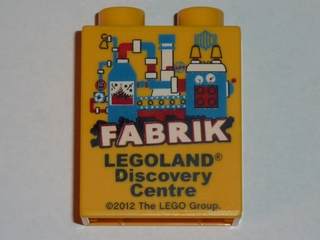 FABRIK
LEGOLAND®
Discovery
Centre
©2012 The LEGO Group.